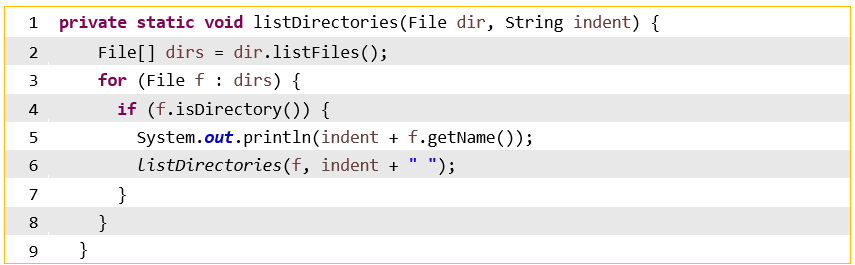 1 private static void listDirectories(File dir, String indent) {
2 File[] dirs = dir.listFiles();
3 for (File f : dirs) {
4 if (f.isDirectory()) {
5 System.out.println(indent + f.getName());
6 listDirectories(f, indent + " ");
7 }
8 }
9 }